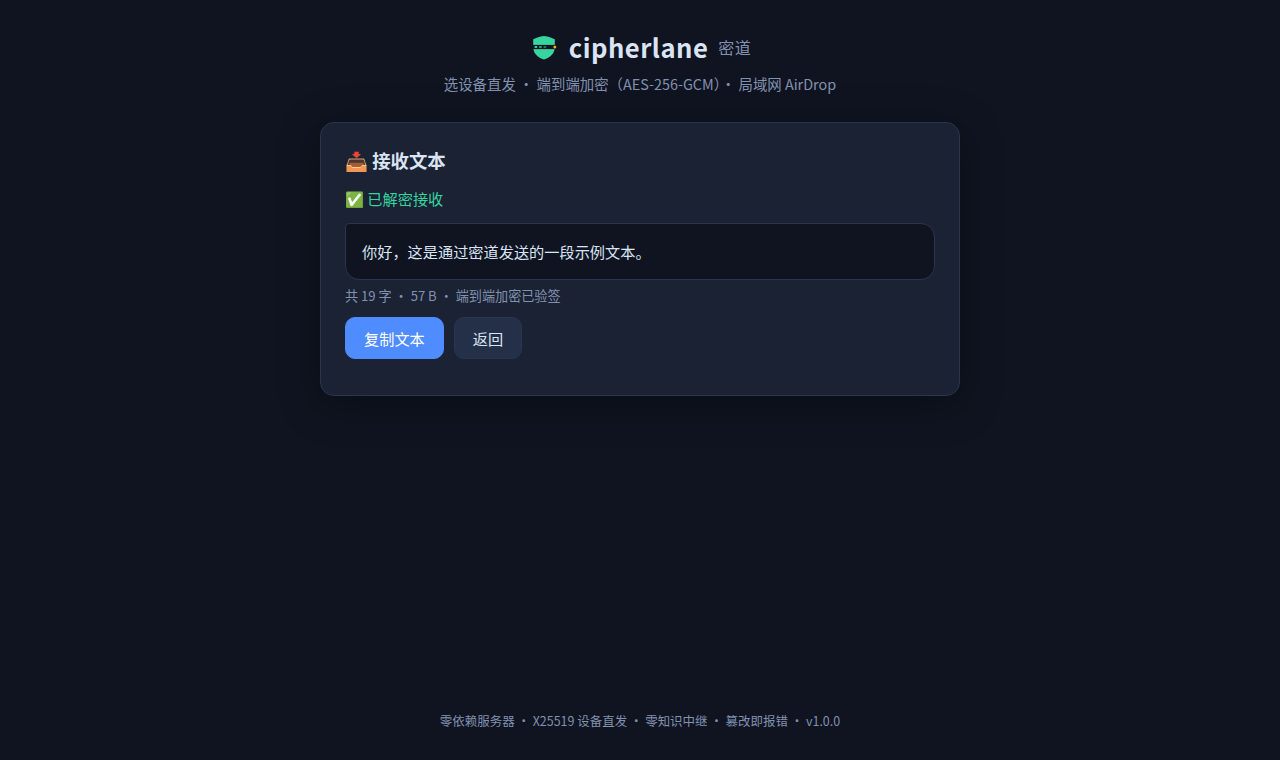 cipherlane 密道
选设备直发 · 端到端加密（AES-256-GCM）· 局域网 AirDrop
接收文本
已解密接收
你好，这是通过密道发送的一段示例文本。
共 19 字 · 57 B · 端到端加密已验签
复制文本 返回
零依赖服务器 · X25519 设备直发 · 零知识中继 · 篡改即报错 · v1.0.0